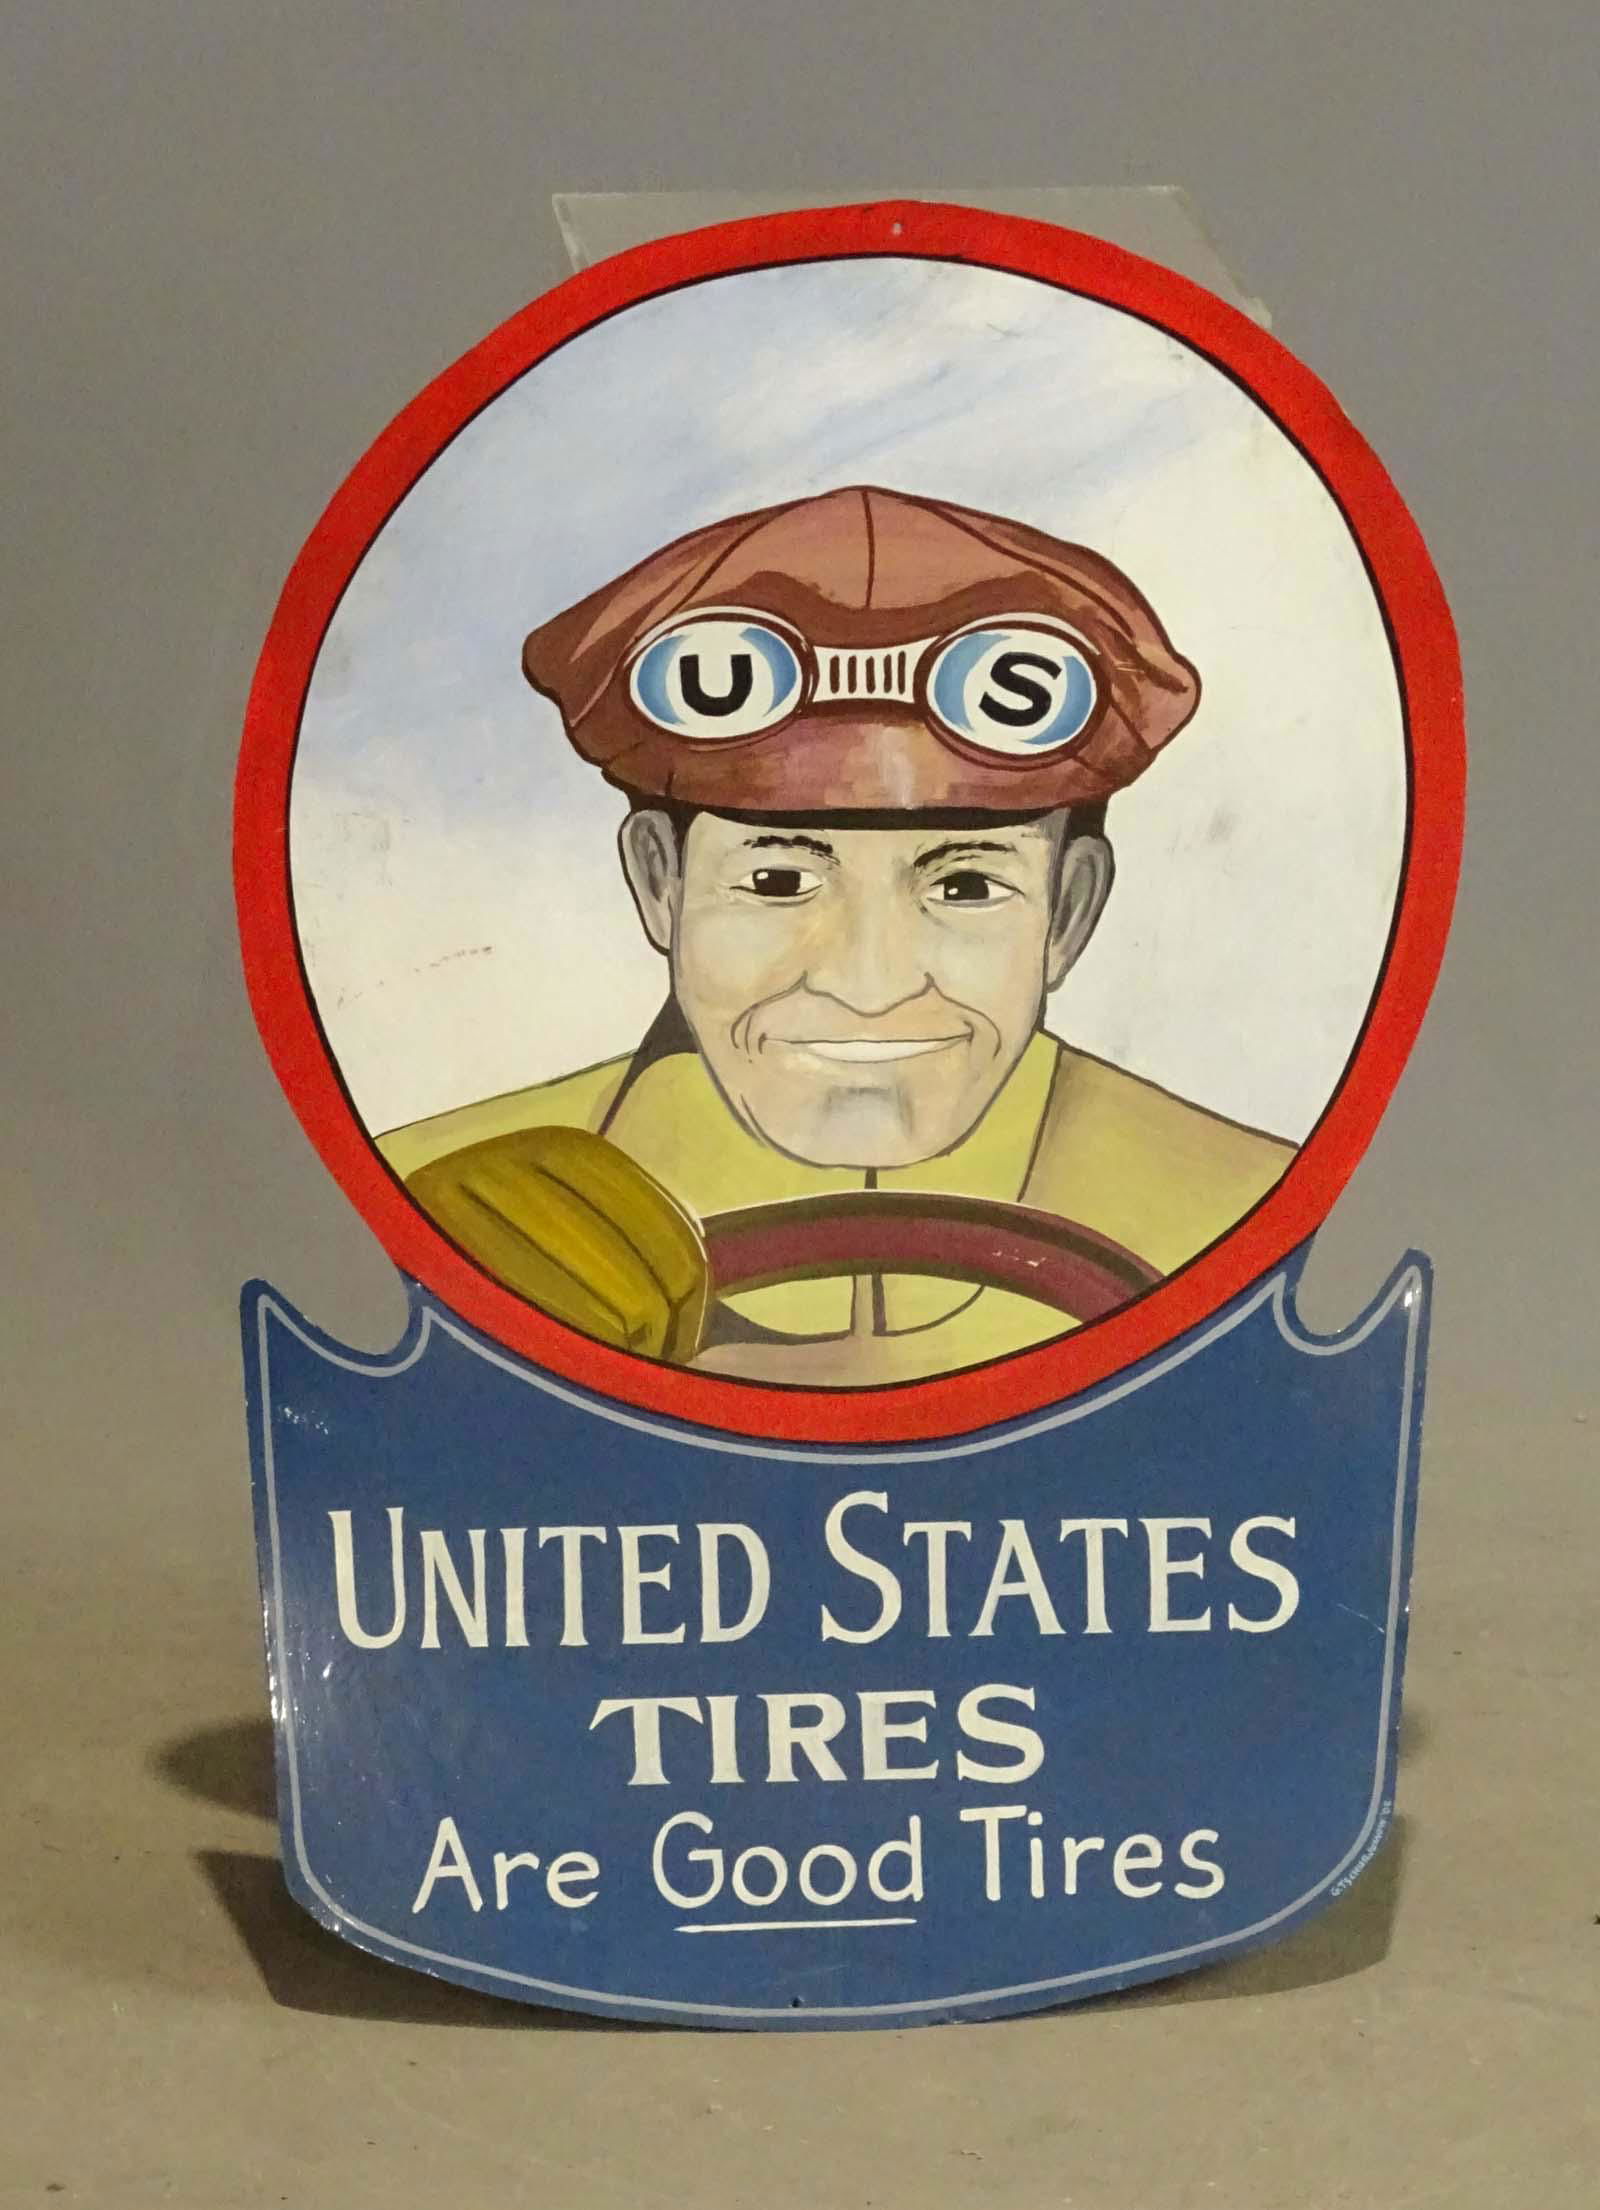 U S
UNITED STATES
TIRES
Are Good Tires